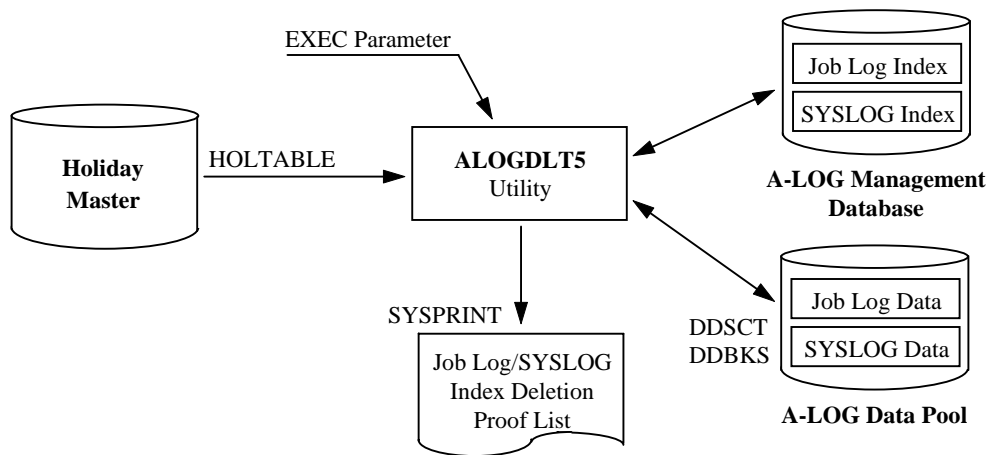 EXEC Parameter
Holiday
Master
HOLTABLE
ALOGDLT5
Utility
Job Log Index
SYSLOG Index
A-LOG Management
Database
SYSPRINT
Job Log/SYSLOG
Index Deletion
Proof List
DDSCT
DDBKS
Job Log Data
SYSLOG Data
A-LOG Data Pool